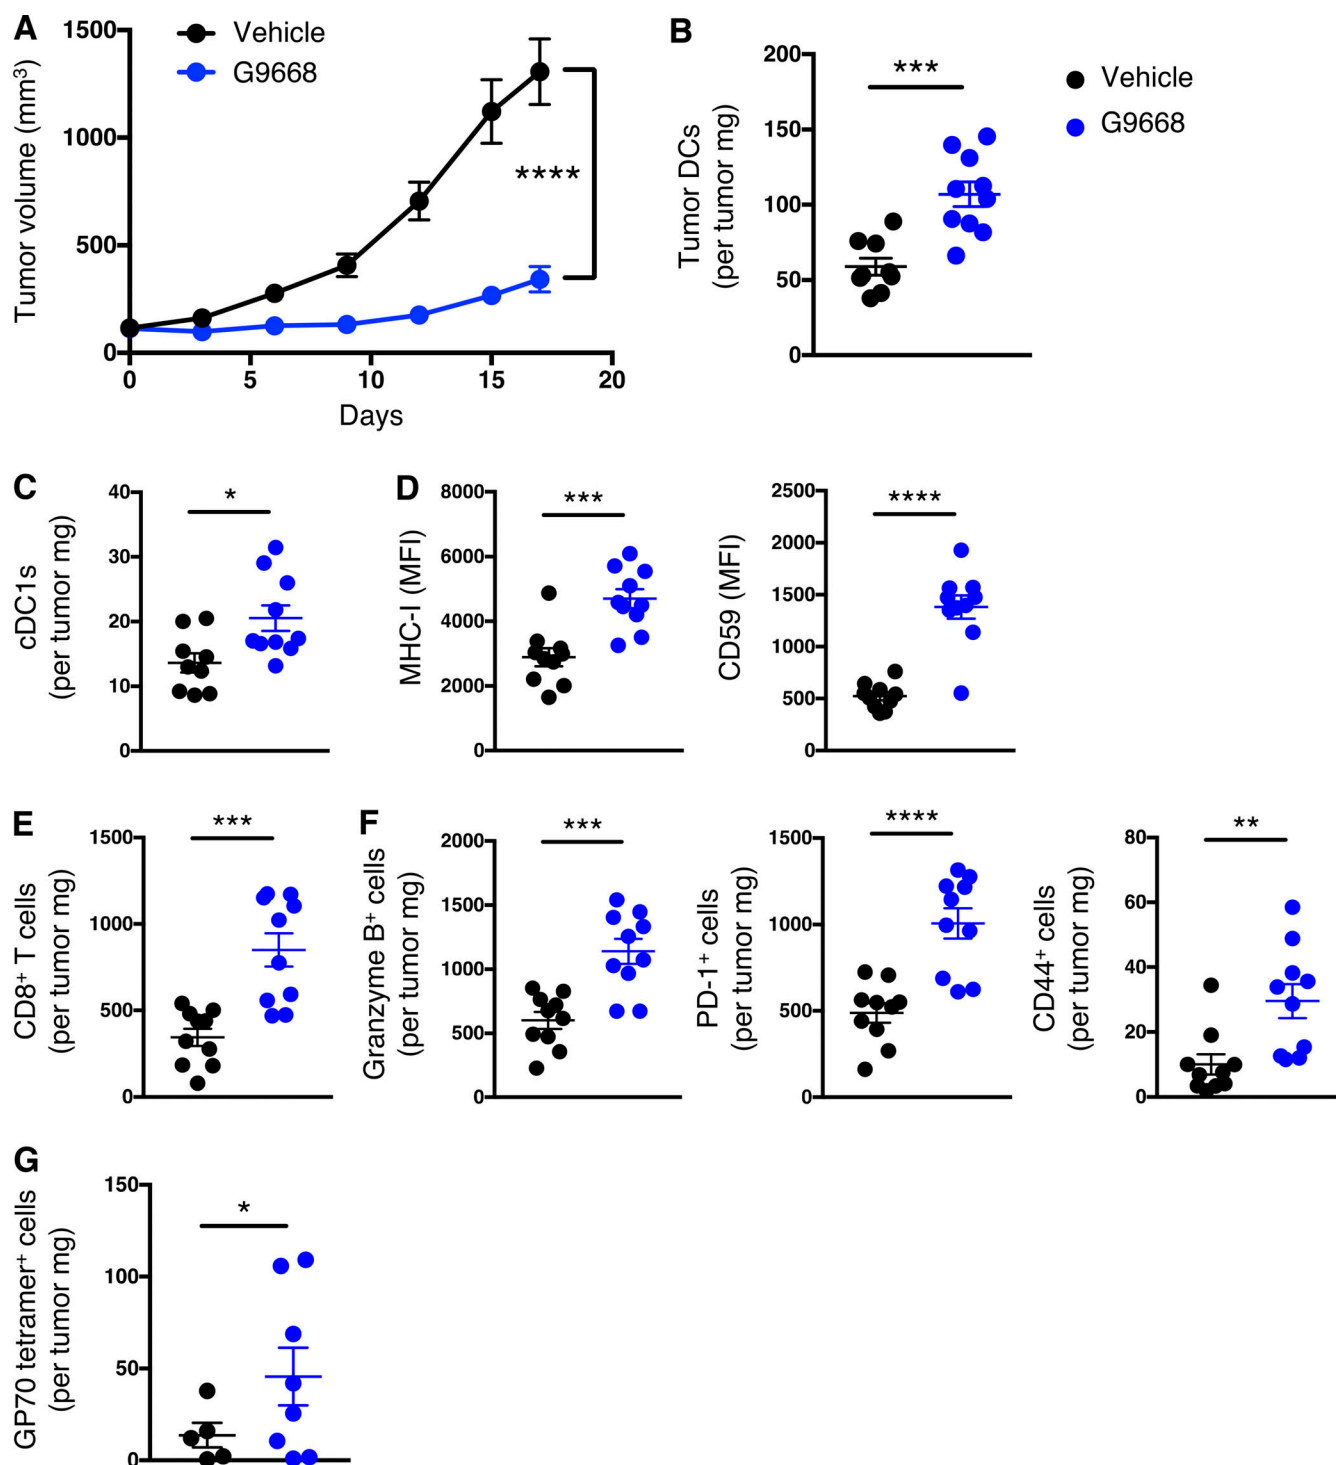 A
Tumor volume (mm³)
1500
1000
500
0
0
5
10
15
20
Days
Vehicle
G9668
****
B
Tumor DCs
(per tumor mg)
200
150
100
50
0
***
Vehicle
G9668
C
cDC1s
(per tumor mg)
40
30
20
10
0
*
D
MHC-I (MFI)
8000
6000
4000
2000
0
***
CD59 (MFI)
2500
2000
1500
1000
500
0
****
E
CD8⁺ T cells
(per tumor mg)
1500
1000
500
0
***
F
Granzyme B⁺ cells
(per tumor mg)
2000
1500
1000
500
0
***
PD-1⁺ cells
(per tumor mg)
1500
1000
500
0
****
CD44⁺ cells
(per tumor mg)
80
60
40
20
0
**
G
GP70 tetramer⁺ cells
(per tumor mg)
150
100
50
0
*